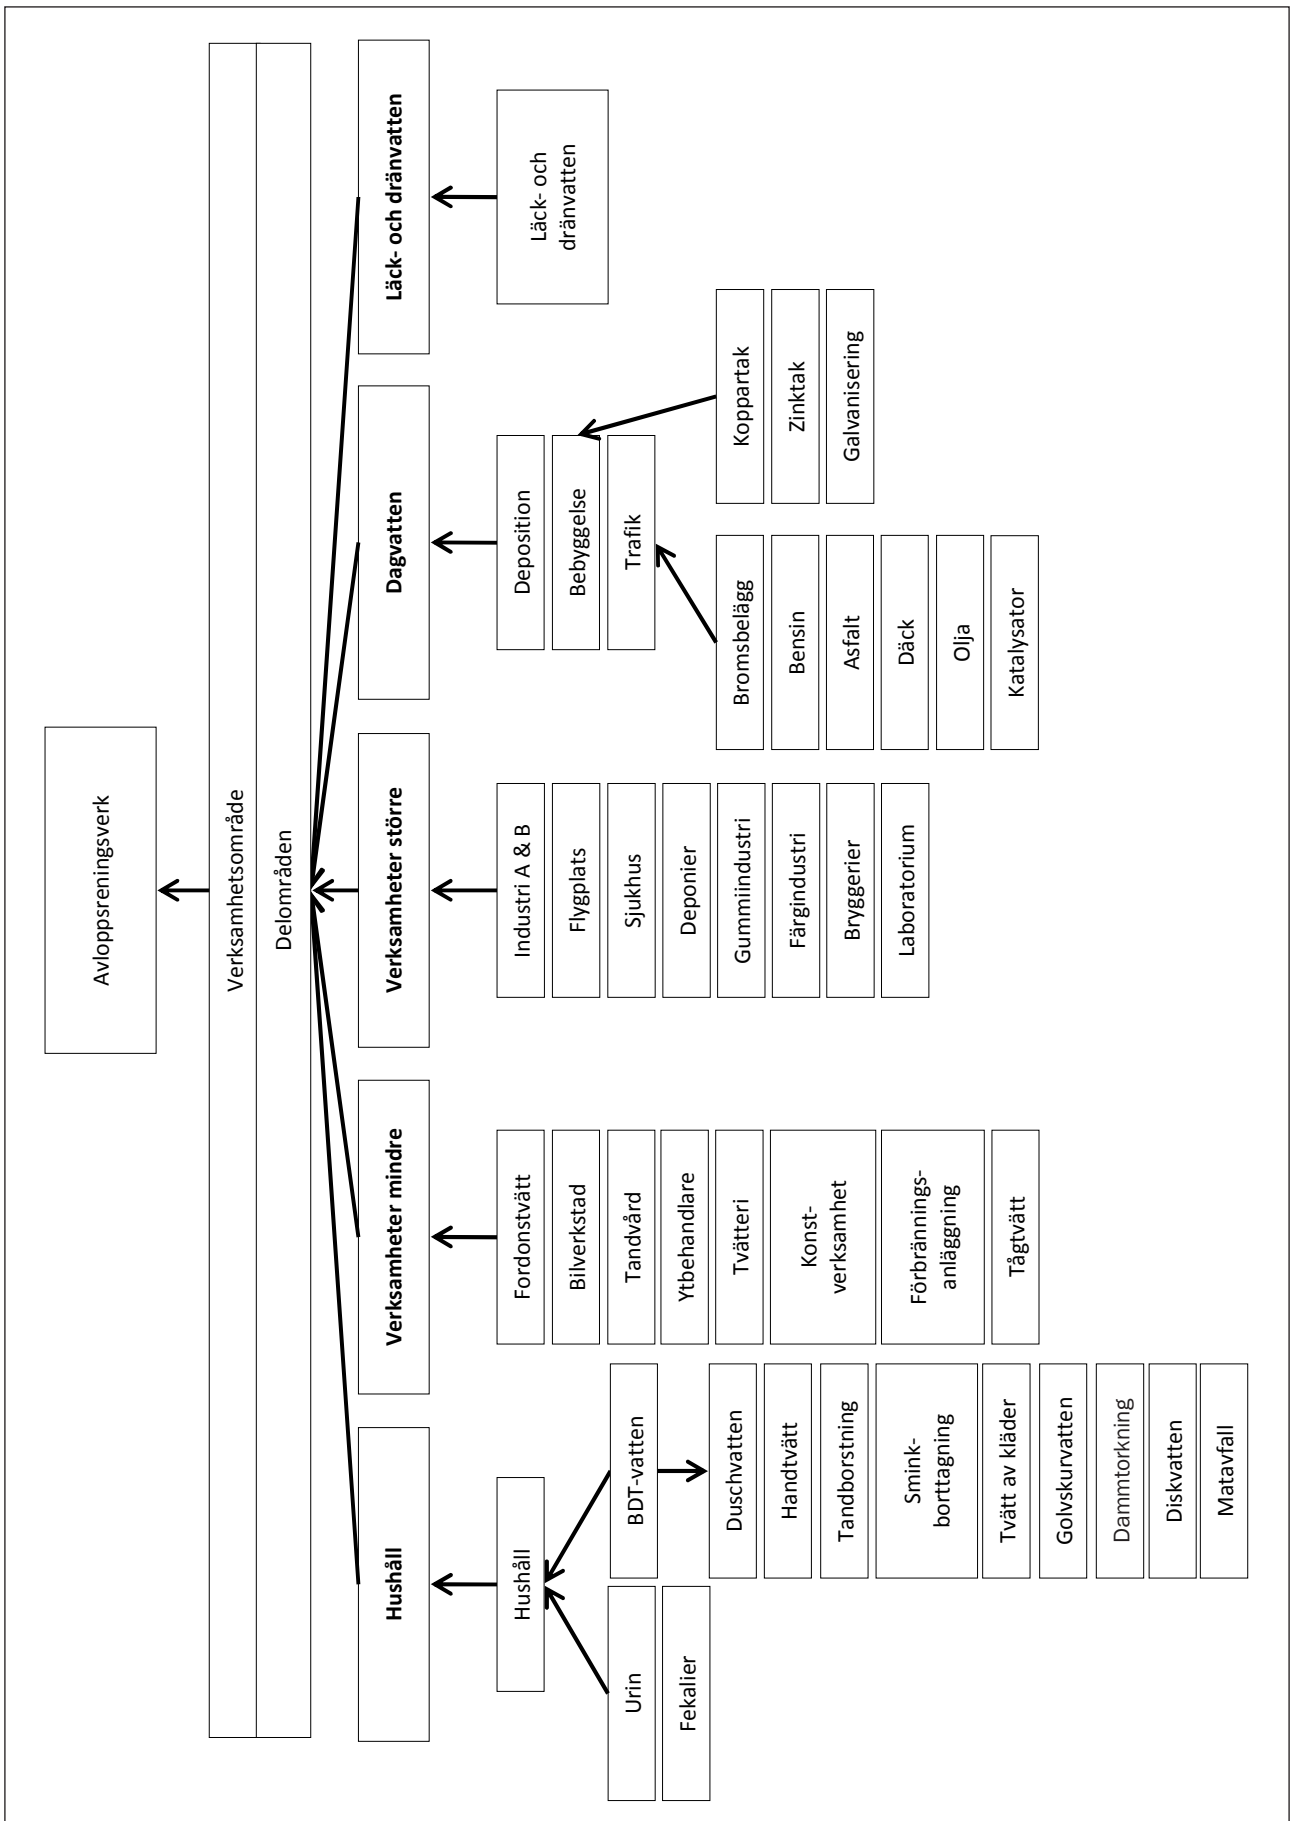 Avloppsreningsverk
Verksamhetsområde
Delområden
Hushåll
Verksamheter mindre
Verksamheter större
Dagvatten
Läck- och dränvatten
Hushåll
Urin
Fekalier
BDT-vatten
Duschvatten
Handtvätt
Tandborstning
Smink-
borttagning
Tvätt av kläder
Golvskurvatten
Dammtorkning
Diskvatten
Matavfall
Fordonstvätt
Bilverkstad
Tandvård
Ytbehandlare
Tvätteri
Konst-
verksamhet
Förbrännings-
anläggning
Tågtvätt
Industri A & B
Flygplats
Sjukhus
Deponier
Gummiindustri
Färgindustri
Bryggerier
Laboratorium
Deposition
Bebyggelse
Trafik
Bromsbelägg
Bensin
Asfalt
Däck
Olja
Katalysator
Koppartak
Zinktak
Galvanisering
Läck- och
dränvatten